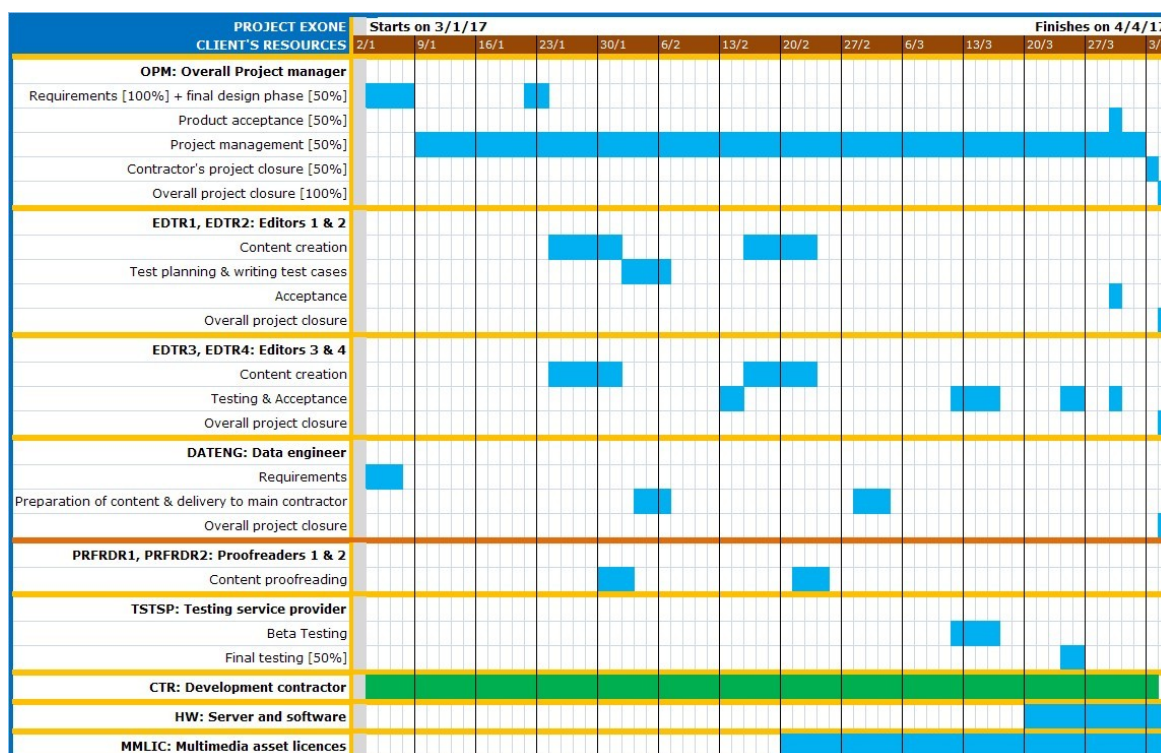 PROJECT EXONE Starts on 3/1/17 Finishes on 4/4/17
CLIENT'S RESOURCES 2/1 9/1 16/1 23/1 30/1 6/2 13/2 20/2 27/2 6/3 13/3 20/3 27/3 3/
OPM: Overall Project manager
Requirements [100%] + final design phase [50%]
Product acceptance [50%]
Project management [50%]
Contractor's project closure [50%]
Overall project closure [100%]
EDTR1, EDTR2: Editors 1 & 2
Content creation
Test planning & writing test cases
Acceptance
Overall project closure
EDTR3, EDTR4: Editors 3 & 4
Content creation
Testing & Acceptance
Overall project closure
DATENG: Data engineer
Requirements
Preparation of content & delivery to main contractor
Overall project closure
PRFRDR1, PRFRDR2: Proofreaders 1 & 2
Content proofreading
TSTSP: Testing service provider
Beta Testing
Final testing [50%]
CTR: Development contractor
HW: Server and software
MMLIC: Multimedia asset licences